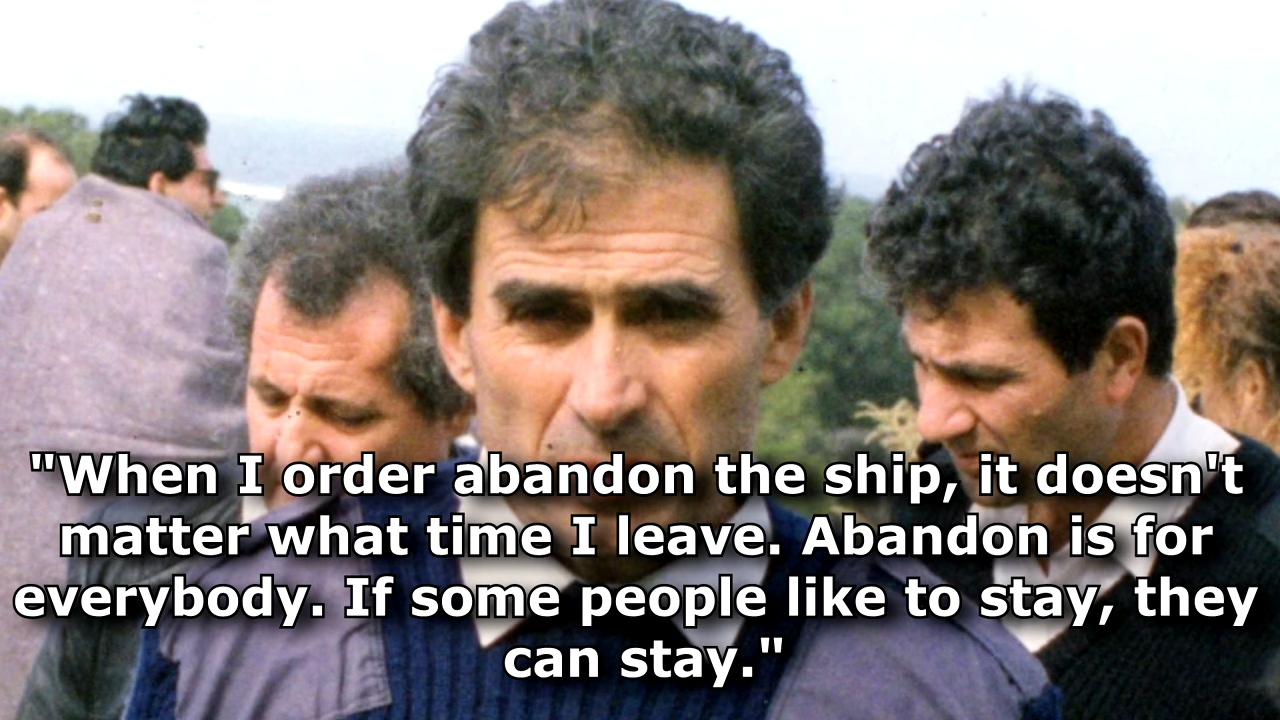 "When I order abandon the ship, it doesn't
matter what time I leave. Abandon is for
everybody. If some people like to stay, they
can stay."